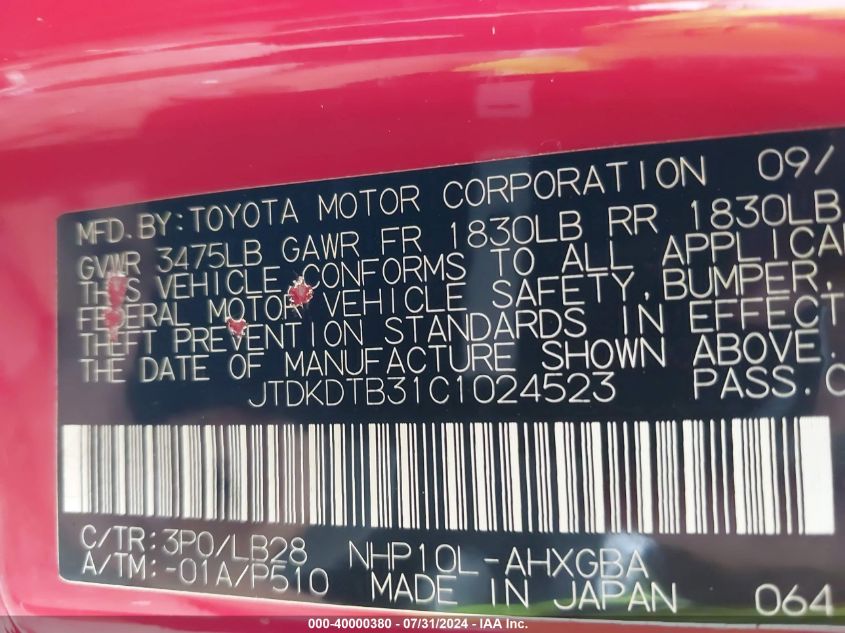 MFD. BY: TOYOTA MOTOR CORPORATION 09/
GVWR 3475LB GAWR FR 1830LB RR 1830LB
THIS VEHICLE CONFORMS TO ALL APPLICA
FEDERAL MOTOR VEHICLE SAFETY, BUMPER,
THEFT PREVENTION STANDARDS IN EFFECT
THE DATE OF MANUFACTURE SHOWN ABOVE.
JTDKDTB31C1024523 PASS.C
C/TR: 3P0/LB28 NHP10L-AHXGBA
A/TM: -01A/P510 MADE IN JAPAN 064
000-40000380 - 07/31/2024 - IAA Inc.